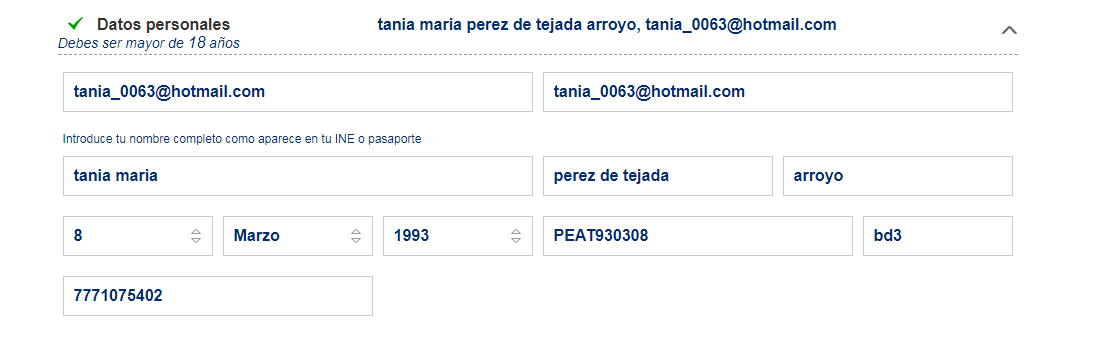 Datos personales tania maria perez de tejada arroyo, tania_0063@hotmail.com
Debes ser mayor de 18 años
tania_0063@hotmail.com tania_0063@hotmail.com
Introduce tu nombre completo como aparece en tu INE o pasaporte
tania maria perez de tejada arroyo
8 Marzo 1993 PEAT930308 bd3
7771075402